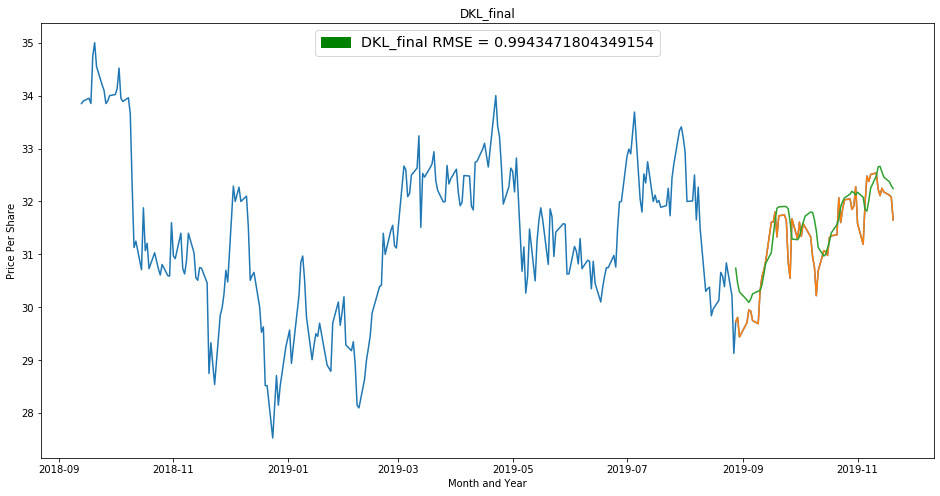 DKL_final
DKL_final RMSE = 0.9943471804349154
Price Per Share
35
34
33
32
31
30
29
28
2018-09 2018-11 2019-01 2019-03 2019-05 2019-07 2019-09 2019-11
Month and Year